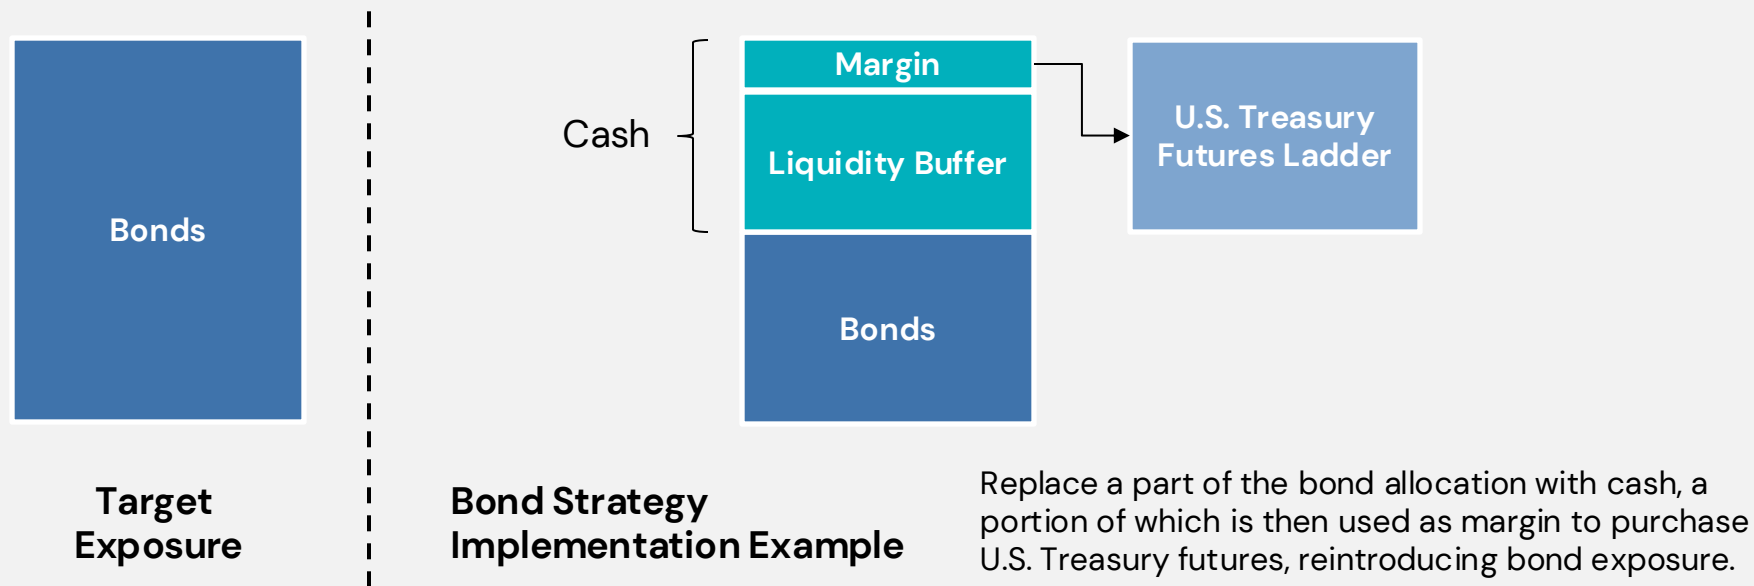 Bonds
Target
Exposure
Cash
Margin
Liquidity Buffer
Bonds
U.S. Treasury
Futures Ladder
Bond Strategy
Implementation Example
Replace a part of the bond allocation with cash, a
portion of which is then used as margin to purchase
U.S. Treasury futures, reintroducing bond exposure.